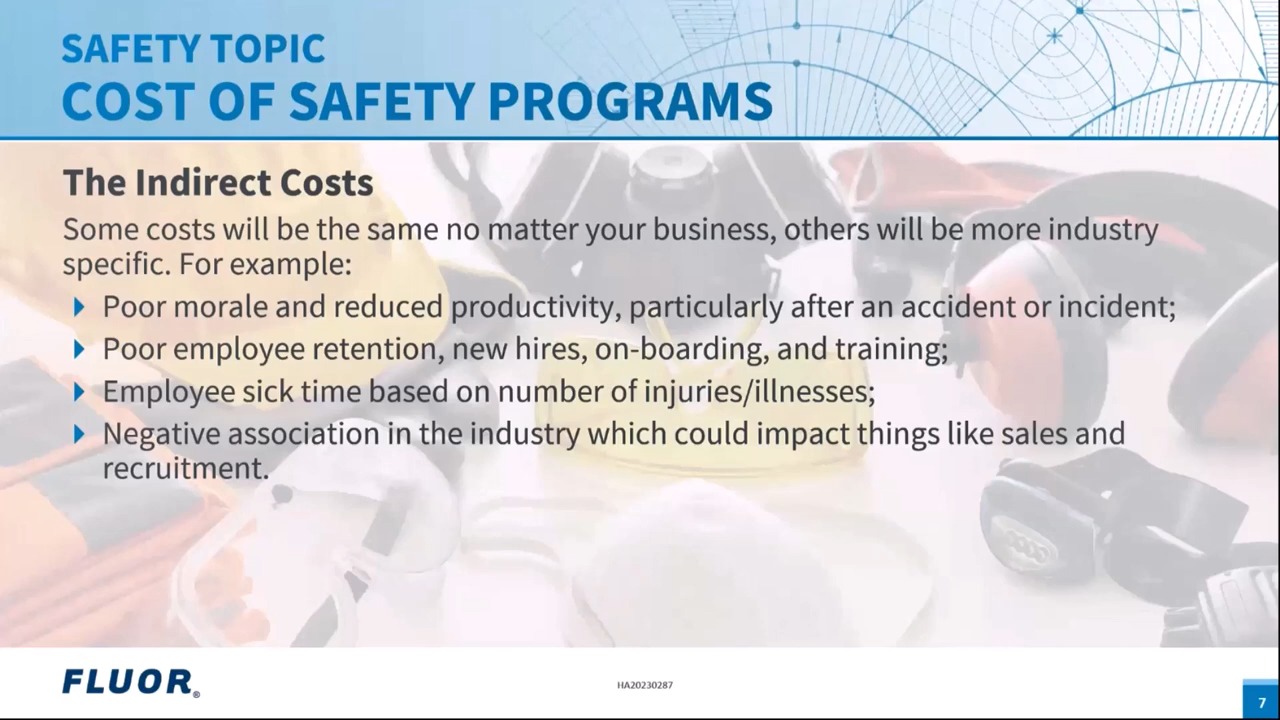 SAFETY TOPIC
COST OF SAFETY PROGRAMS
The Indirect Costs
Some costs will be the same no matter your business, others will be more industry
specific. For example:
Poor morale and reduced productivity, particularly after an accident or incident;
Poor employee retention, new hires, on-boarding, and training;
Employee sick time based on number of injuries/illnesses;
Negative association in the industry which could impact things like sales and
recruitment.
FLUOR®
HA20230287
7